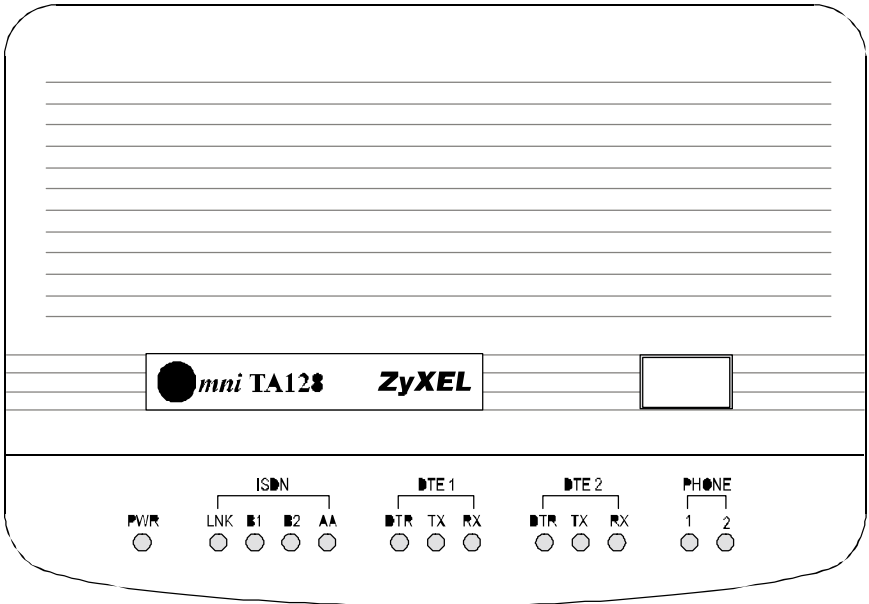 Omni TA128 ZyXEL
ISDN DTE 1 DTE 2 PHONE
PWR LNK B1 B2 AA DTR TX RX DTR TX RX 1 2